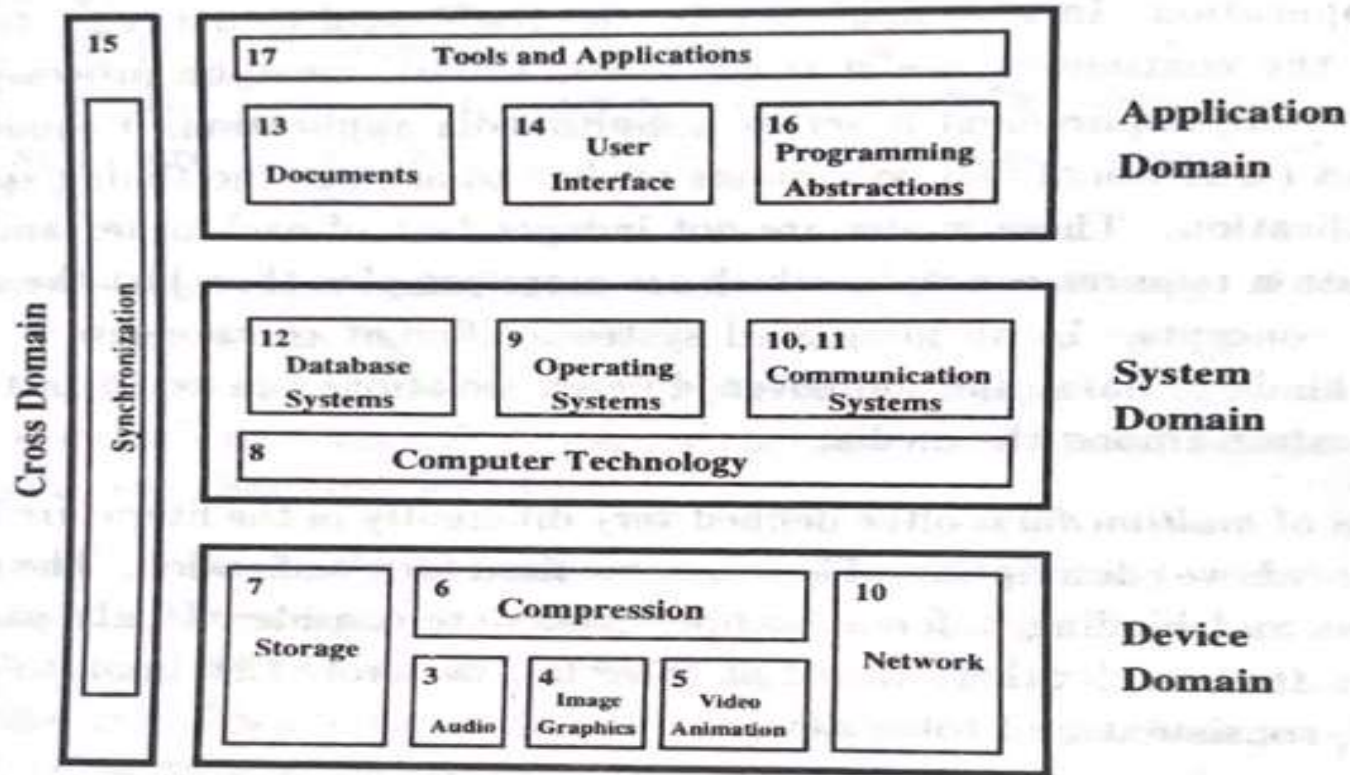 15
Cross Domain
Synchronization
17 Tools and Applications
13
Documents
14
User
Interface
16
Programming
Abstractions
Application
Domain
12
Database
Systems
9
Operating
Systems
10, 11
Communication
Systems
8 Computer Technology
System
Domain
7
Storage
6
Compression
3
Audio
4
Image
Graphics
5
Video
Animation
10
Network
Device
Domain